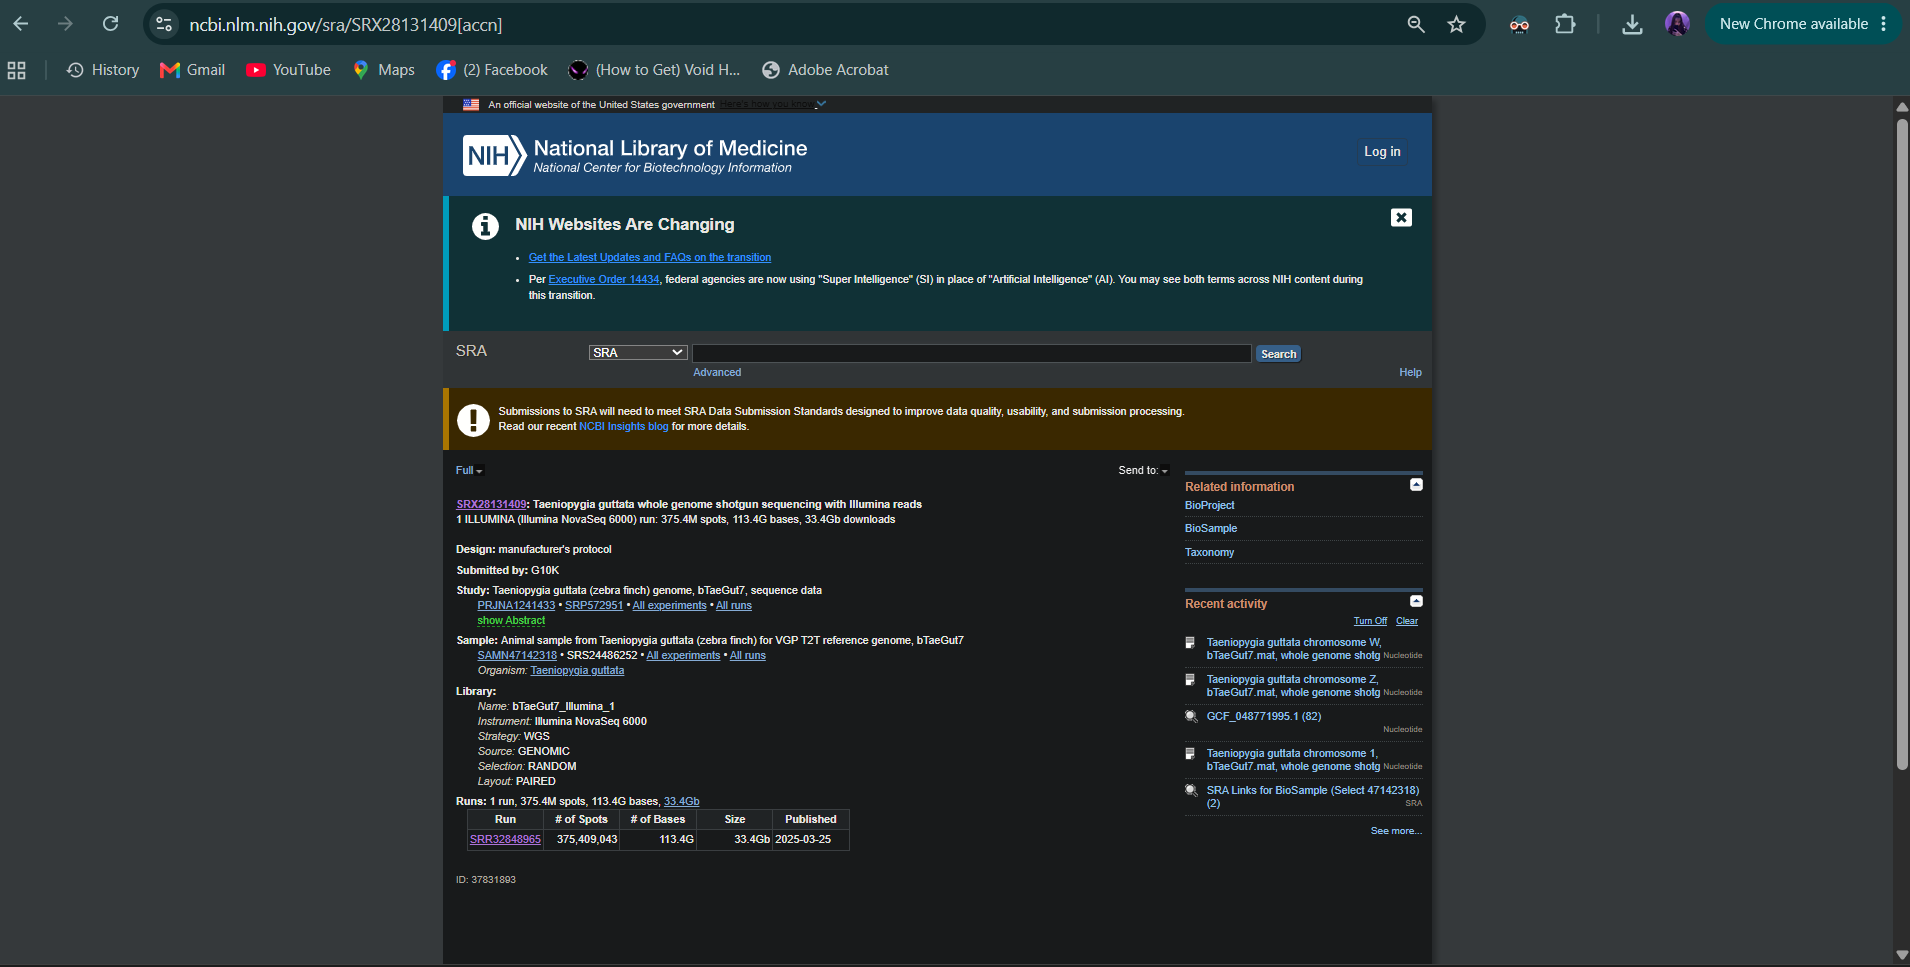 ncbi.nlm.nih.gov/sra/SRX28131409[accn]
New Chrome available
History
Gmail
YouTube
Maps
(2) Facebook
(How to Get) Void H...
Adobe Acrobat
An official website of the United States government Here's how you know
NIH
National Library of Medicine
National Center for Biotechnology Information
Log in
NIH Websites Are Changing
Get the Latest Updates and FAQs on the transition
Per Executive Order 14434, federal agencies are now using "Super Intelligence" (SI) in place of "Artificial Intelligence" (AI). You may see both terms across NIH content during
this transition.
SRA
SRA
Search
Advanced
Help
Submissions to SRA will need to meet SRA Data Submission Standards designed to improve data quality, usability, and submission processing.
Read our recent NCBI Insights blog for more details.
Full
Send to:
SRX28131409: Taeniopygia guttata whole genome shotgun sequencing with Illumina reads
1 ILLUMINA (Illumina NovaSeq 6000) run: 375.4M spots, 113.4G bases, 33.4Gb downloads
Design: manufacturer's protocol
Submitted by: G10K
Study: Taeniopygia guttata (zebra finch) genome, bTaeGut7, sequence data
PRJNA1241433 • SRP572951 • All experiments • All runs
show Abstract
Sample: Animal sample from Taeniopygia guttata (zebra finch) for VGP T2T reference genome, bTaeGut7
SAMN47142318 • SRS24486252 • All experiments • All runs
Organism: Taeniopygia guttata
Library:
Name: bTaeGut7_Illumina_1
Instrument: Illumina NovaSeq 6000
Strategy: WGS
Source: GENOMIC
Selection: RANDOM
Layout: PAIRED
Runs: 1 run, 375.4M spots, 113.4G bases, 33.4Gb
Run # of Spots # of Bases Size Published
SRR32848965 375,409,043 113.4G 33.4Gb 2025-03-25
ID: 37831893
Related information
BioProject
BioSample
Taxonomy
Recent activity
Turn Off Clear
Taeniopygia guttata chromosome W,
bTaeGut7.mat, whole genome shotg Nucleotide
Taeniopygia guttata chromosome Z,
bTaeGut7.mat, whole genome shotg Nucleotide
GCF_048771995.1 (82)
Nucleotide
Taeniopygia guttata chromosome 1,
bTaeGut7.mat, whole genome shotg Nucleotide
SRA Links for BioSample (Select 47142318)
(2) SRA
See more...